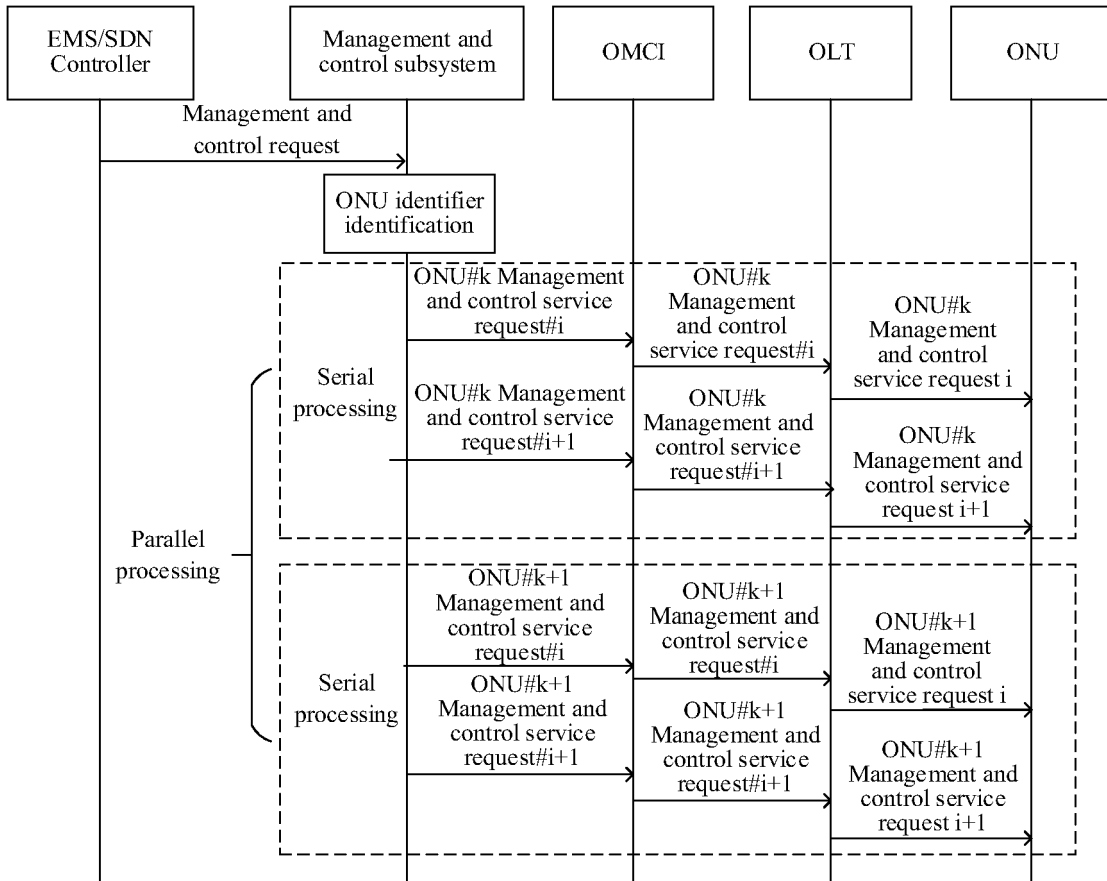 EMS/SDN
Controller
Management and
control subsystem
OMCI
OLT
ONU
Management and
control request
ONU identifier
identification
ONU#k Management
and control service
request#i
ONU#k
Management
and control
service request#i
ONU#k
Management
and control
service request i
Serial
processing
ONU#k Management
and control service
request#i+1
ONU#k
Management and
control service
request#i+1
ONU#k
Management and
control service
request i+1
Parallel
processing
ONU#k+1
Management and
control service
request#i
ONU#k+1
Management and
control service
request#i
ONU#k+1
Management
and control
service request i
Serial
processing
ONU#k+1
Management and
control service
request#i+1
ONU#k+1
Management and
control service
request#i+1
ONU#k+1
Management and
control service
request i+1